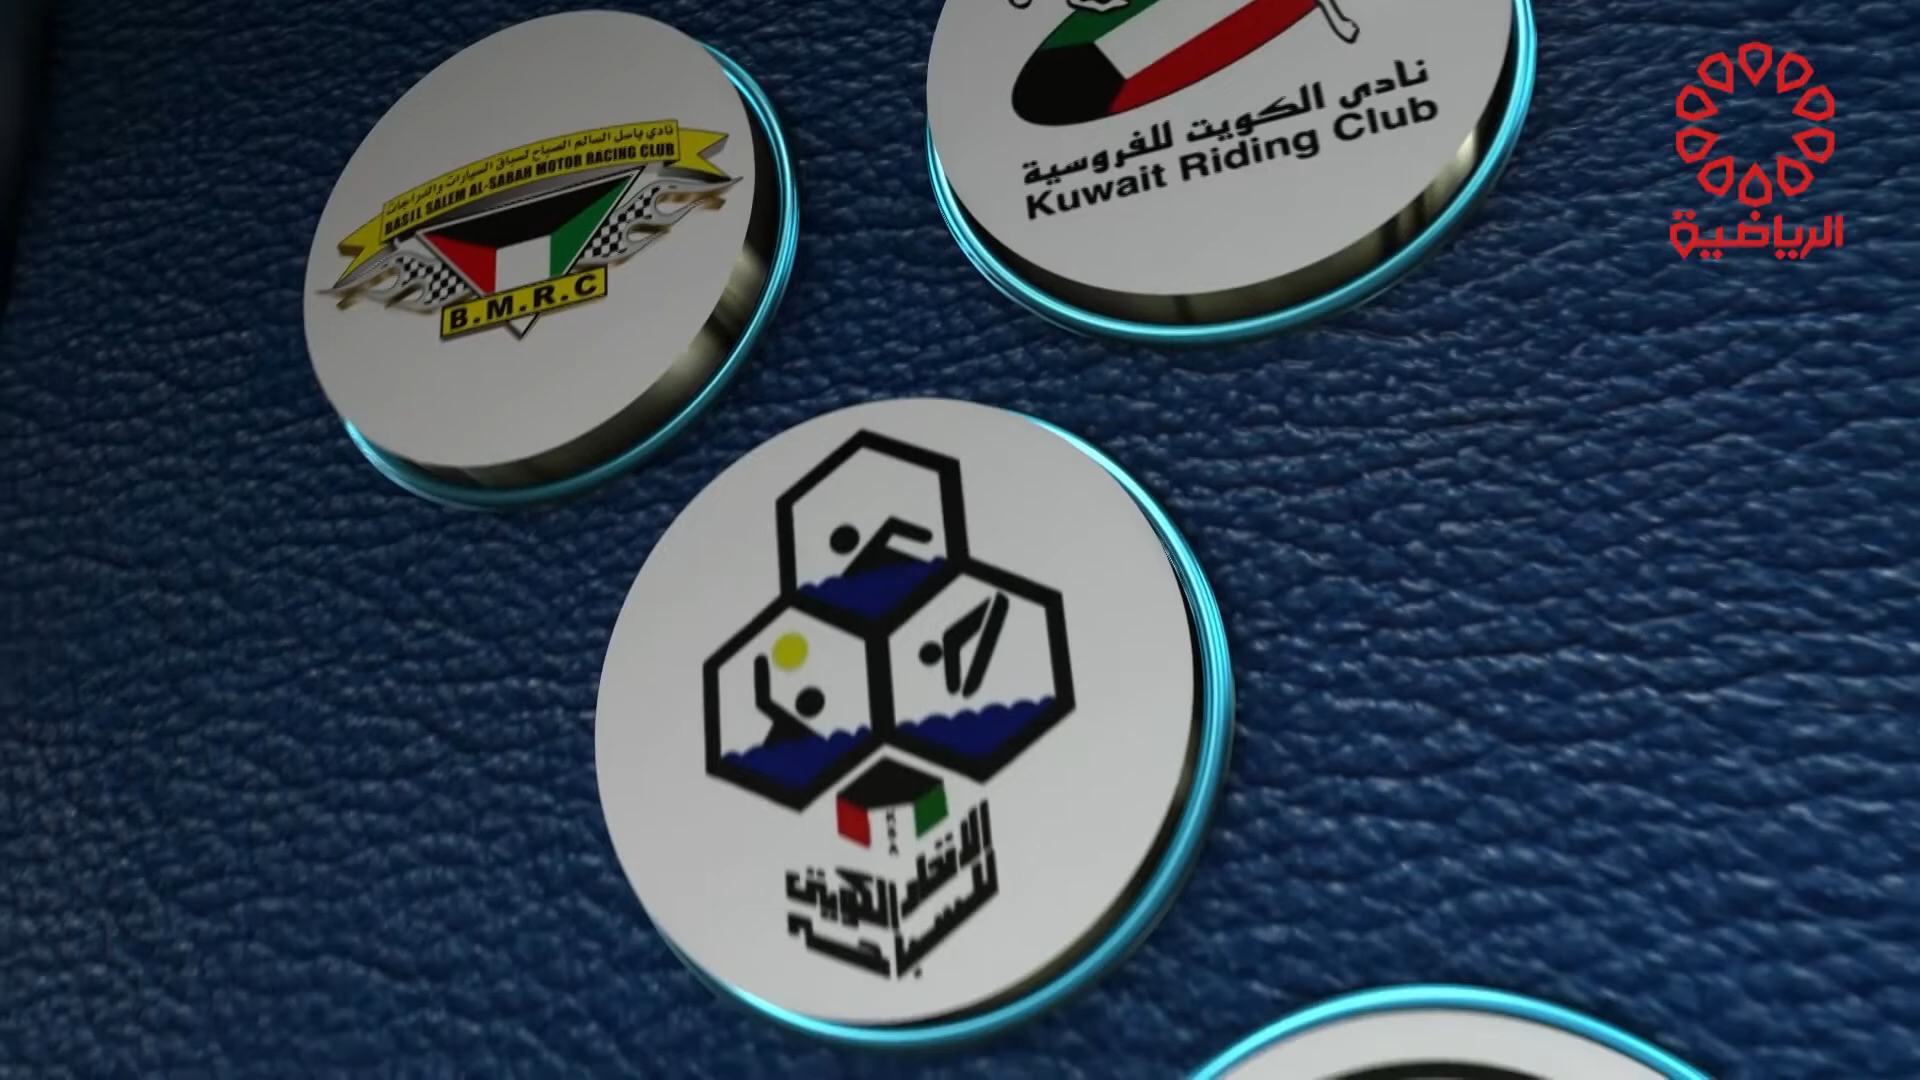 نادي باسل السالم الصباح لسباق السيارات والدراجات
BASIL SALEM AL-SABAH MOTOR RACING CLUB
B.M.R.C
نادى الكويت للفروسية
Kuwait Riding Club
الرياضية
الاتحاد الكويتي
للسباحة